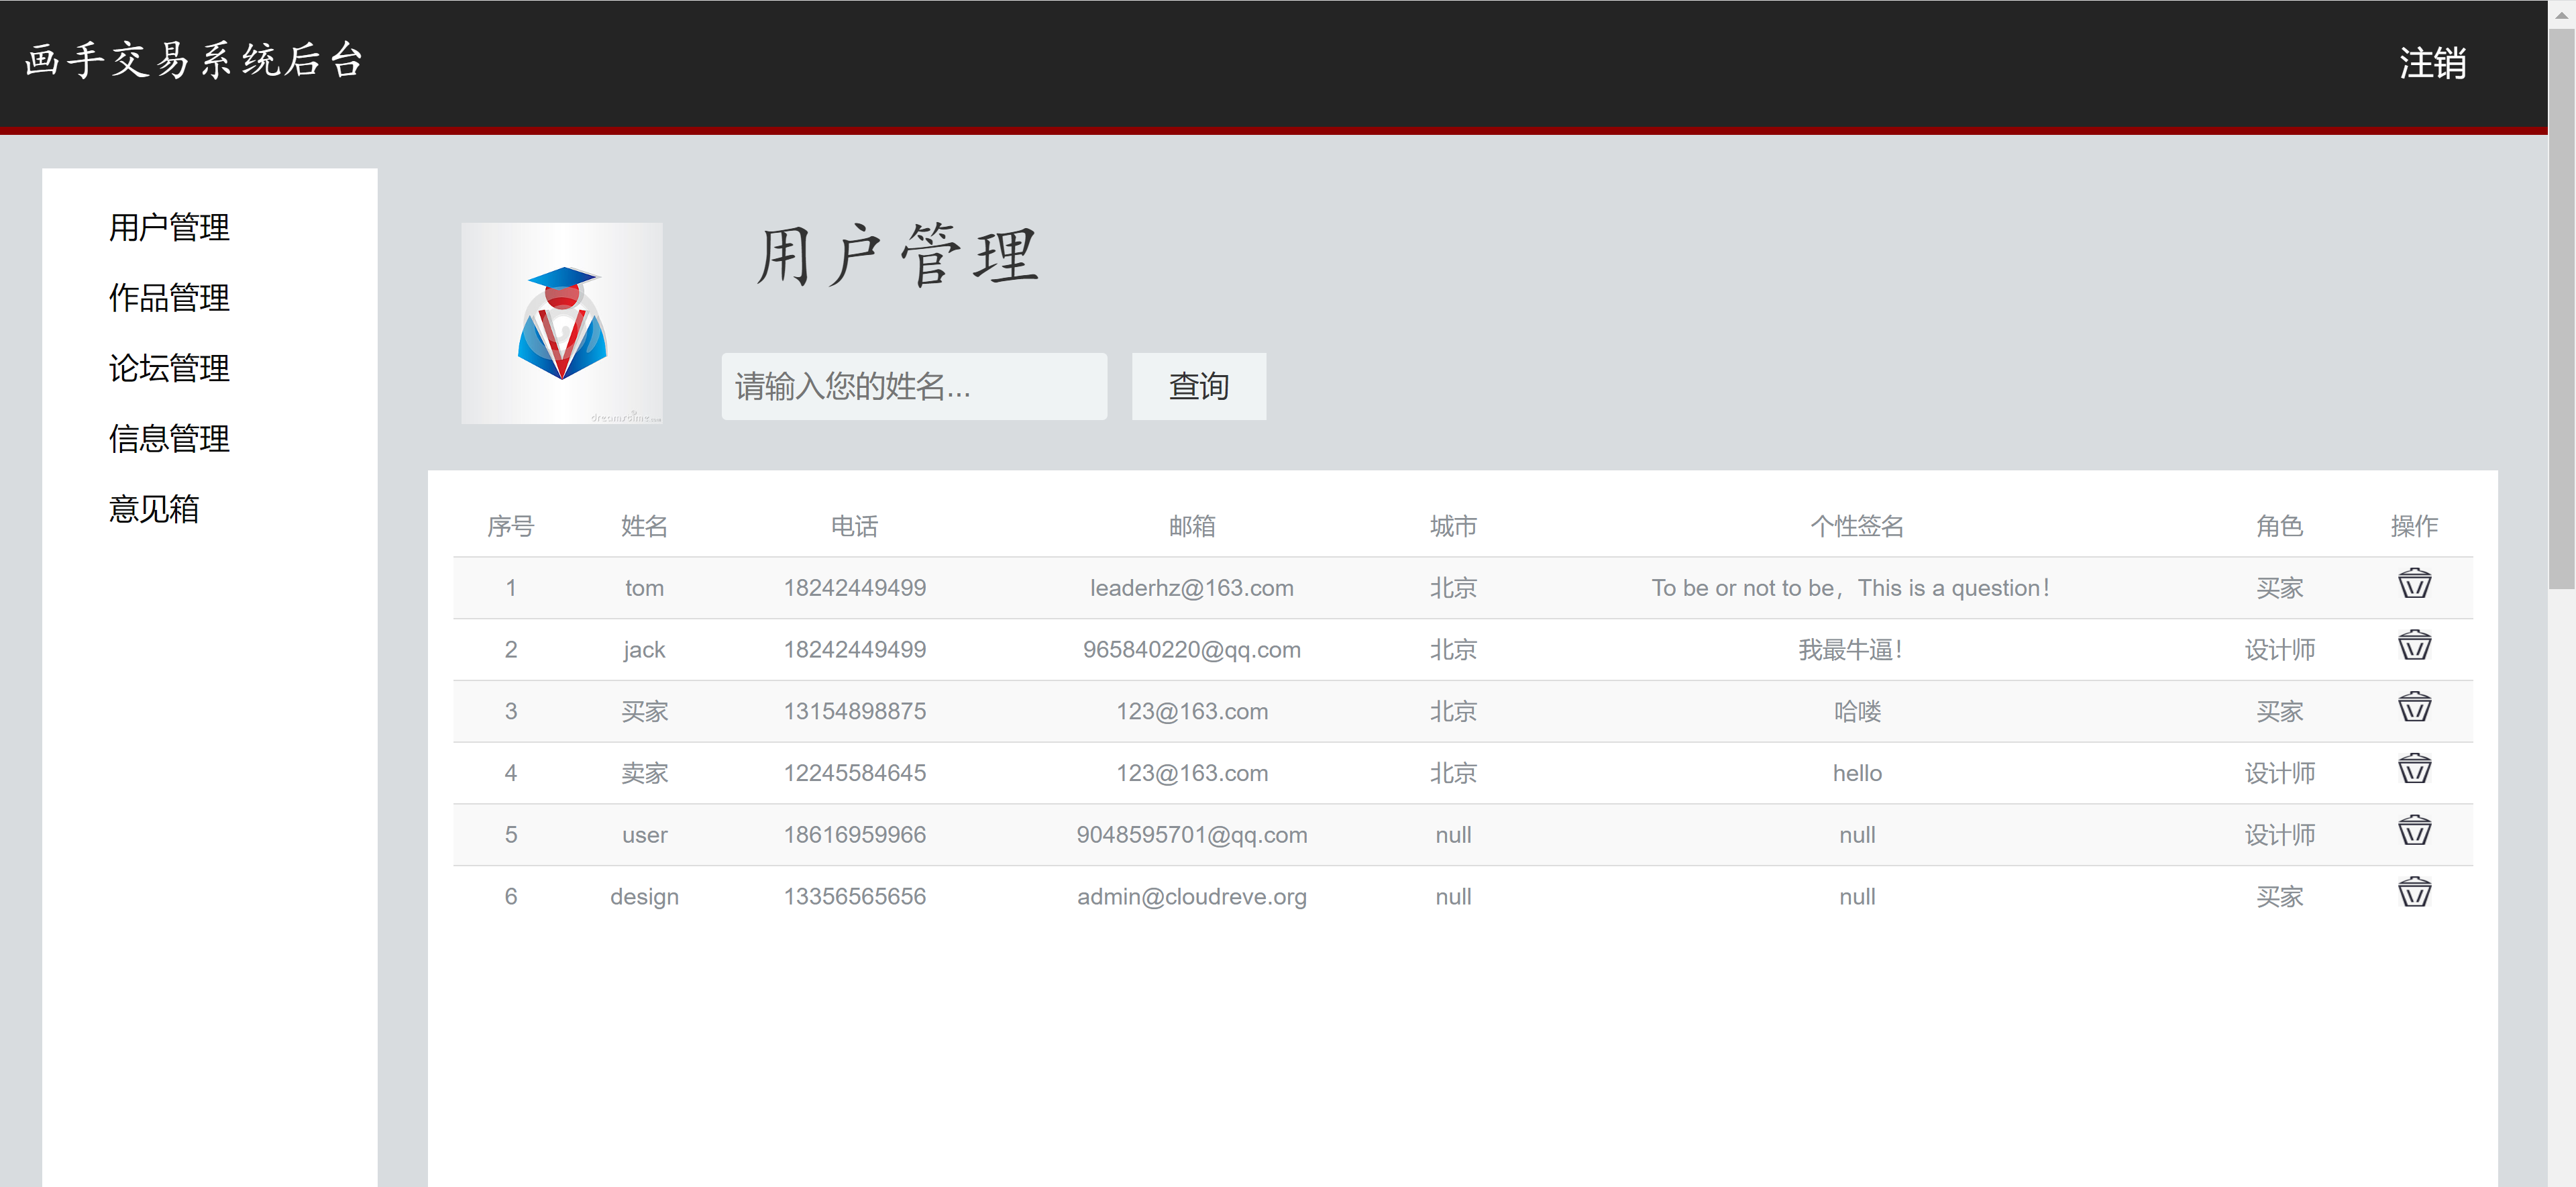 画手交易系统后台
注销
用户管理
作品管理
论坛管理
信息管理
意见箱
用户管理
请输入您的姓名...
查询
dreamstime.com
序号 姓名 电话 邮箱 城市 个性签名 角色 操作
1 tom 18242449499 leaderhz@163.com 北京 To be or not to be，This is a question！ 买家
2 jack 18242449499 965840220@qq.com 北京 我最牛逼！ 设计师
3 买家 13154898875 123@163.com 北京 哈喽 买家
4 卖家 12245584645 123@163.com 北京 hello 设计师
5 user 18616959966 9048595701@qq.com null null 设计师
6 design 13356565656 admin@cloudreve.org null null 买家